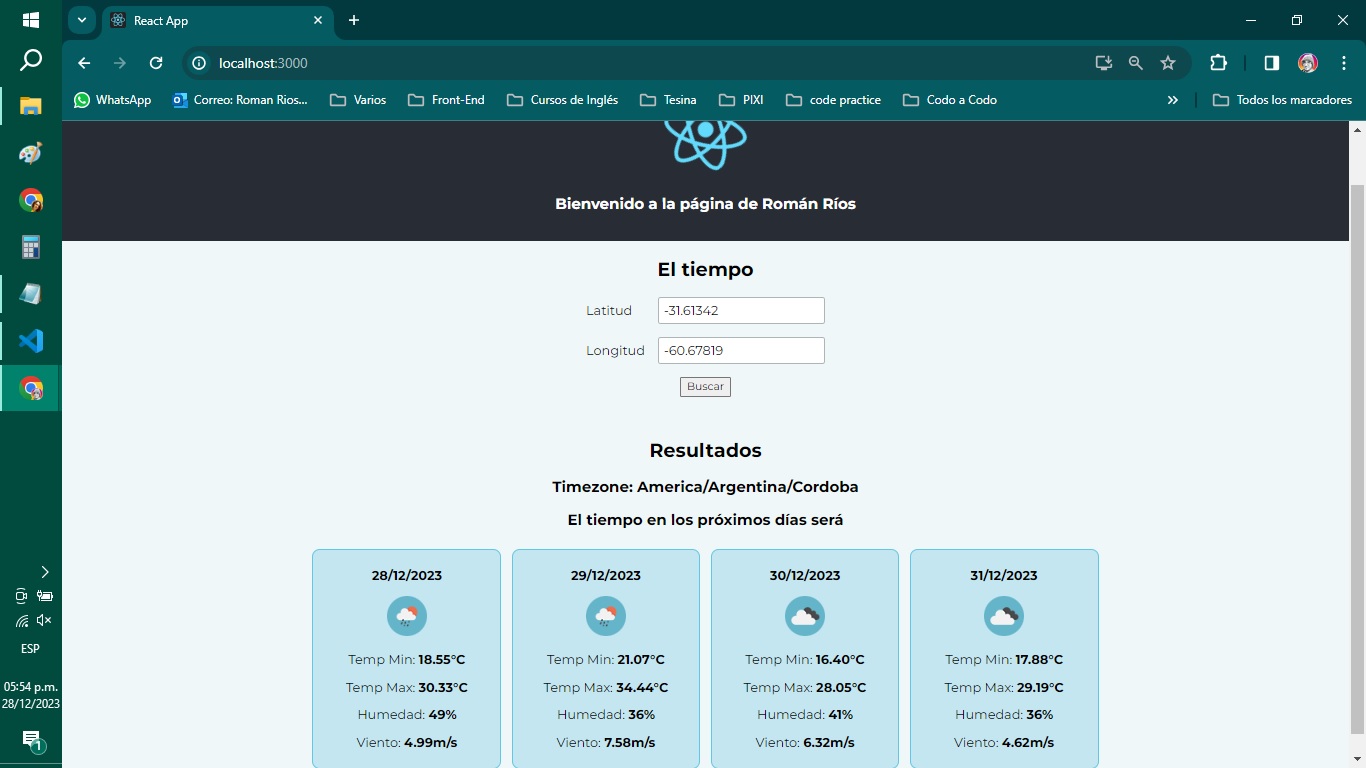 React App
localhost:3000
WhatsApp Correo: Roman Rios... Varios Front-End Cursos de Inglés Tesina PIXI code practice Codo a Codo » Todos los marcadores
Bienvenido a la página de Román Ríos
El tiempo
Latitud -31.61342
Longitud -60.67819
Buscar
Resultados
Timezone: America/Argentina/Cordoba
El tiempo en los próximos días será
28/12/2023
Temp Min: 18.55°C
Temp Max: 30.33°C
Humedad: 49%
Viento: 4.99m/s
29/12/2023
Temp Min: 21.07°C
Temp Max: 34.44°C
Humedad: 36%
Viento: 7.58m/s
30/12/2023
Temp Min: 16.40°C
Temp Max: 28.05°C
Humedad: 41%
Viento: 6.32m/s
31/12/2023
Temp Min: 17.88°C
Temp Max: 29.19°C
Humedad: 36%
Viento: 4.62m/s
ESP
05:54 p.m.
28/12/2023
1